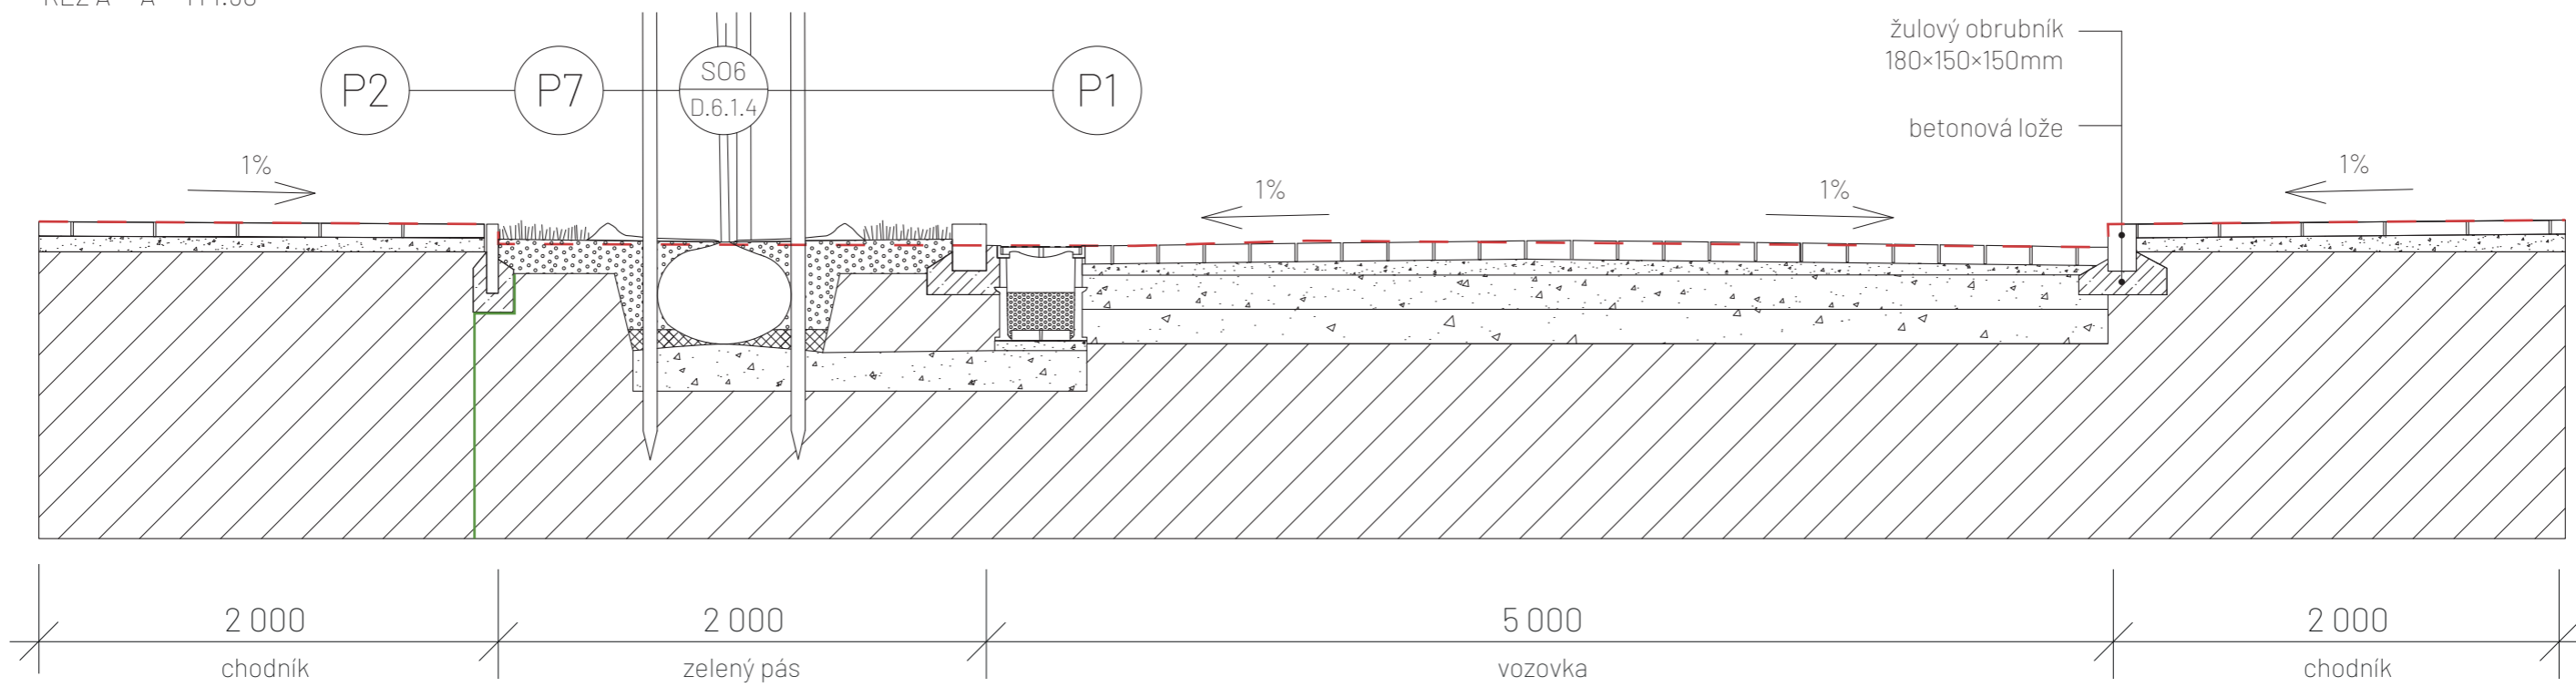 žulový obrubník
180×150×150mm
betonová lože
P2
P7
S06
D.6.1.4
P1
1%
1%
1%
1%
2 000
2 000
5 000
2 000
chodník
zelený pás
vozovka
chodník